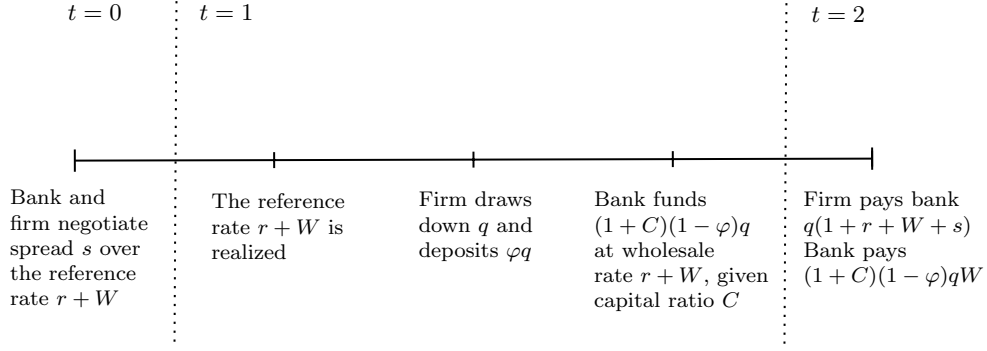 t = 0
t = 1
t = 2
Bank and
firm negotiate
spread s over
the reference
rate r + W
The reference
rate r + W is
realized
Firm draws
down q and
deposits φq
Bank funds
(1 + C)(1 − φ)q
at wholesale
rate r + W, given
capital ratio C
Firm pays bank
q(1 + r + W + s)
Bank pays
(1 + C)(1 − φ)qW